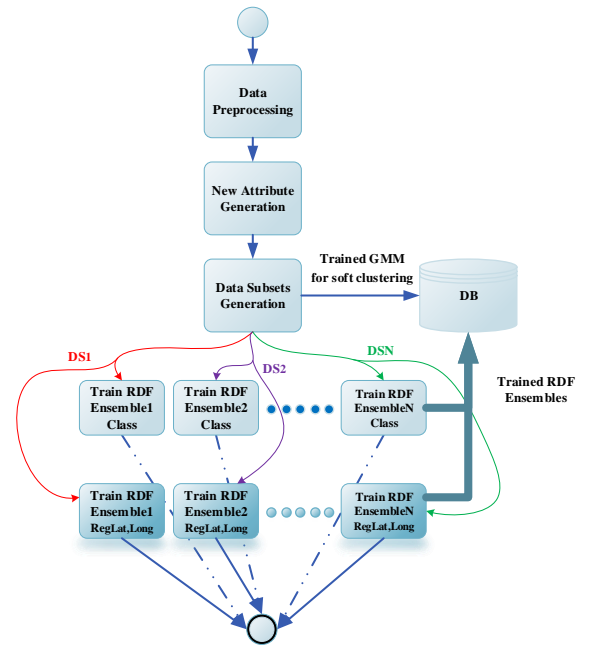 Data
Preprocessing
New Attribute
Generation
Data Subsets
Generation
Trained GMM
for soft clustering
DB
DS1
DS2
DSN
Trained RDF
Ensembles
Train RDF
Ensemble1
Class
Train RDF
Ensemble2
Class
Train RDF
EnsembleN
Class
Train RDF
Ensemble1
RegLat,Long
Train RDF
Ensemble2
RegLat,Long
Train RDF
EnsembleN
RegLat,Long